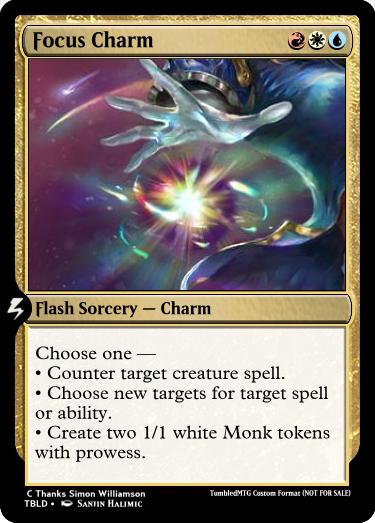 Focus Charm
Flash Sorcery — Charm
Choose one —
• Counter target creature spell.
• Choose new targets for target spell
or ability.
• Create two 1/1 white Monk tokens
with prowess.
C Thanks Simon Williamson
TumbledMTG Custom Format (NOT FOR SALE)
TBLD • Santin Halimic